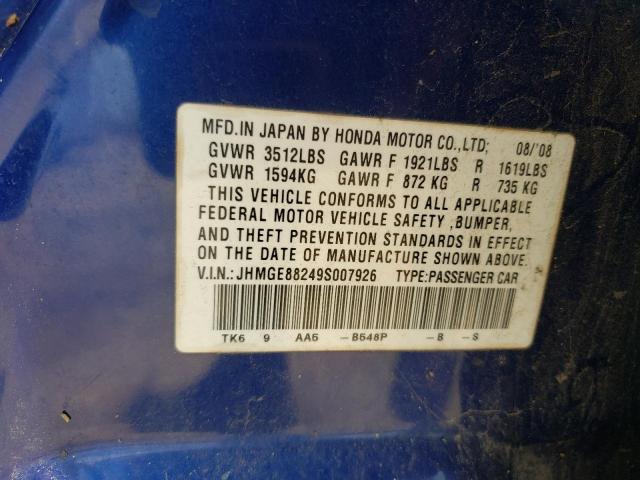 MFD.IN JAPAN BY HONDA MOTOR CO.,LTD; 08/'08
GVWR 3512LBS GAWR F 1921LBS R 1619LBS
GVWR 1594KG GAWR F 872 KG R 735 KG
THIS VEHICLE CONFORMS TO ALL APPLICABLE
FEDERAL MOTOR VEHICLE SAFETY ,BUMPER,
AND THEFT PREVENTION STANDARDS IN EFFECT
ON THE DATE OF MANUFACTURE SHOWN ABOVE.
V.I.N.:JHMGE88249S007926 TYPE:PASSENGER CAR
TK6 9 AA6 -B548P -8 -S